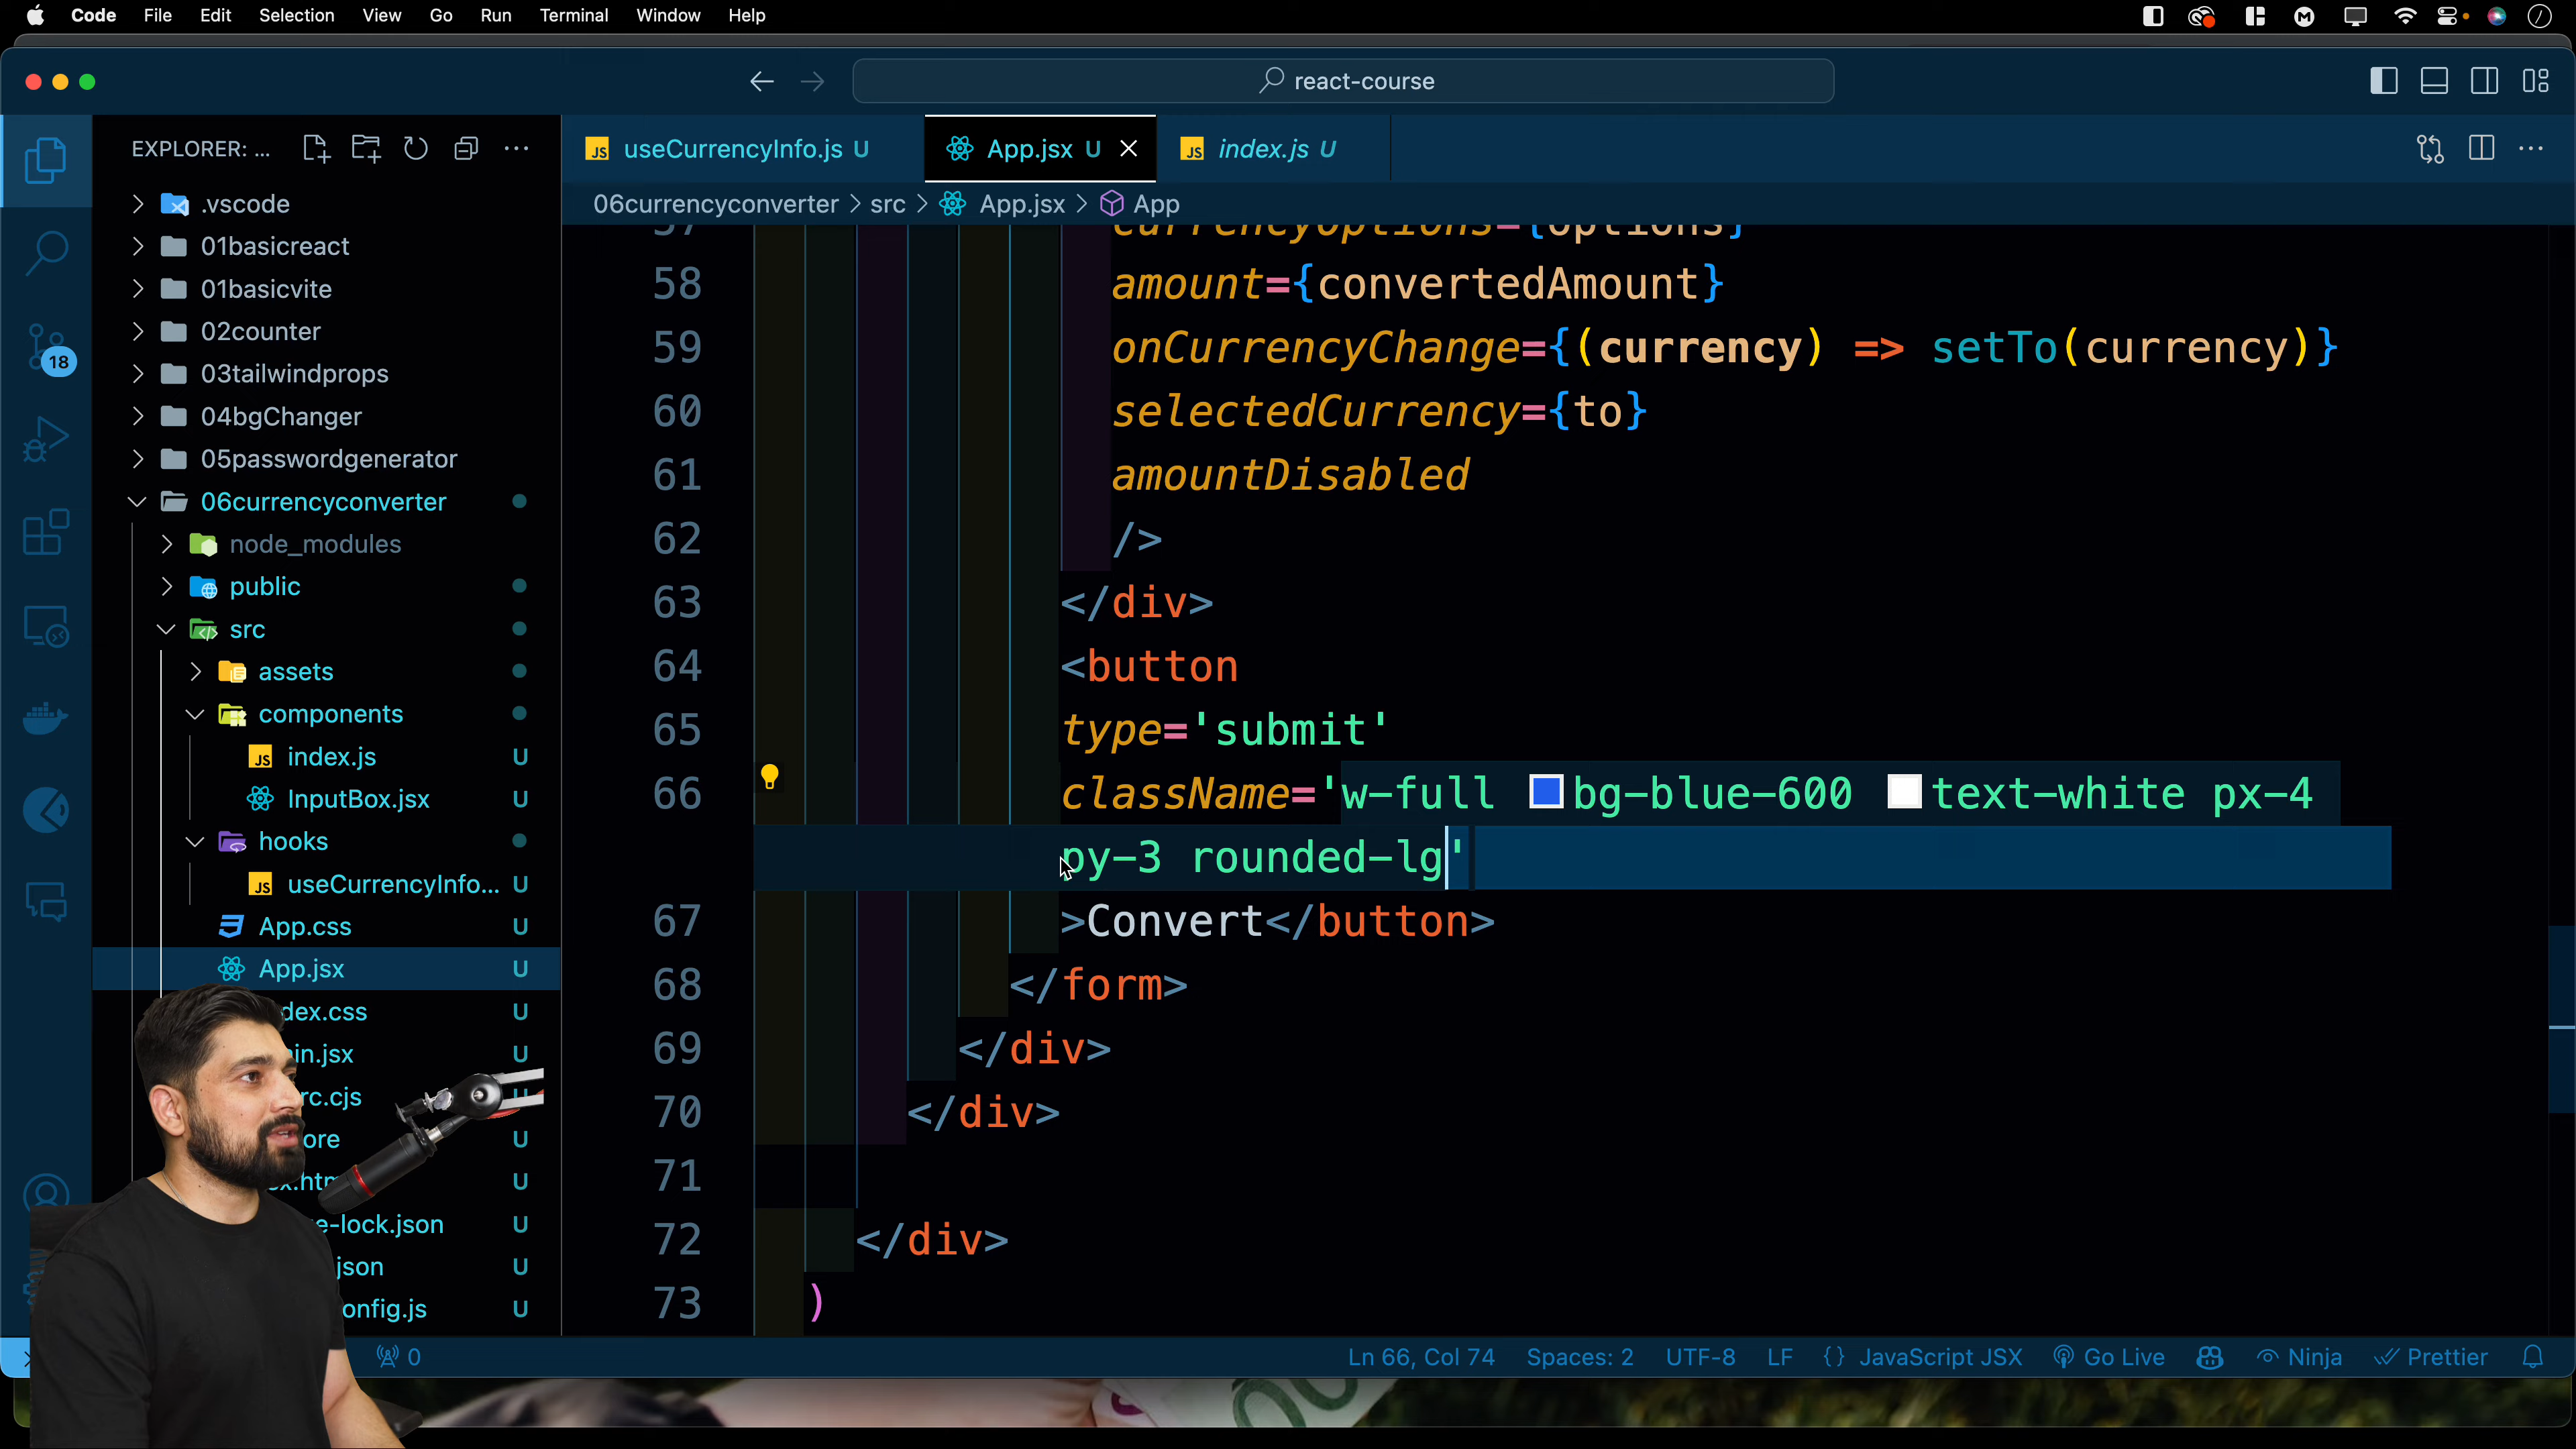 Code File Edit Selection View Go Run Terminal Window Help
react-course
EXPLORER: ...
useCurrencyInfo.js U
App.jsx U
index.js U
06currencyconverter > src > App.jsx > App
.vscode
01basicreact
01basicvite
02counter
03tailwindprops
04bgChanger
05passwordgenerator
06currencyconverter
node_modules
public
src
assets
components
index.js U
InputBox.jsx U
hooks
useCurrencyInfo... U
App.css U
App.jsx U
dex.css U
in.jsx U
rc.cjs U
ore U
x.htm U
e-lock.json U
json U
onfig.js U
18
57 currencyOptions={options}
58 amount={convertedAmount}
59 onCurrencyChange={(currency) => setTo(currency)}
60 selectedCurrency={to}
61 amountDisabled
62 />
63 </div>
64 <button
65 type='submit'
66 className='w-full bg-blue-600 text-white px-4
py-3 rounded-lg'
67 >Convert</button>
68 </form>
69 </div>
70 </div>
71
72 </div>
73 )
0
Ln 66, Col 74 Spaces: 2 UTF-8 LF {} JavaScript JSX Go Live Ninja Prettier